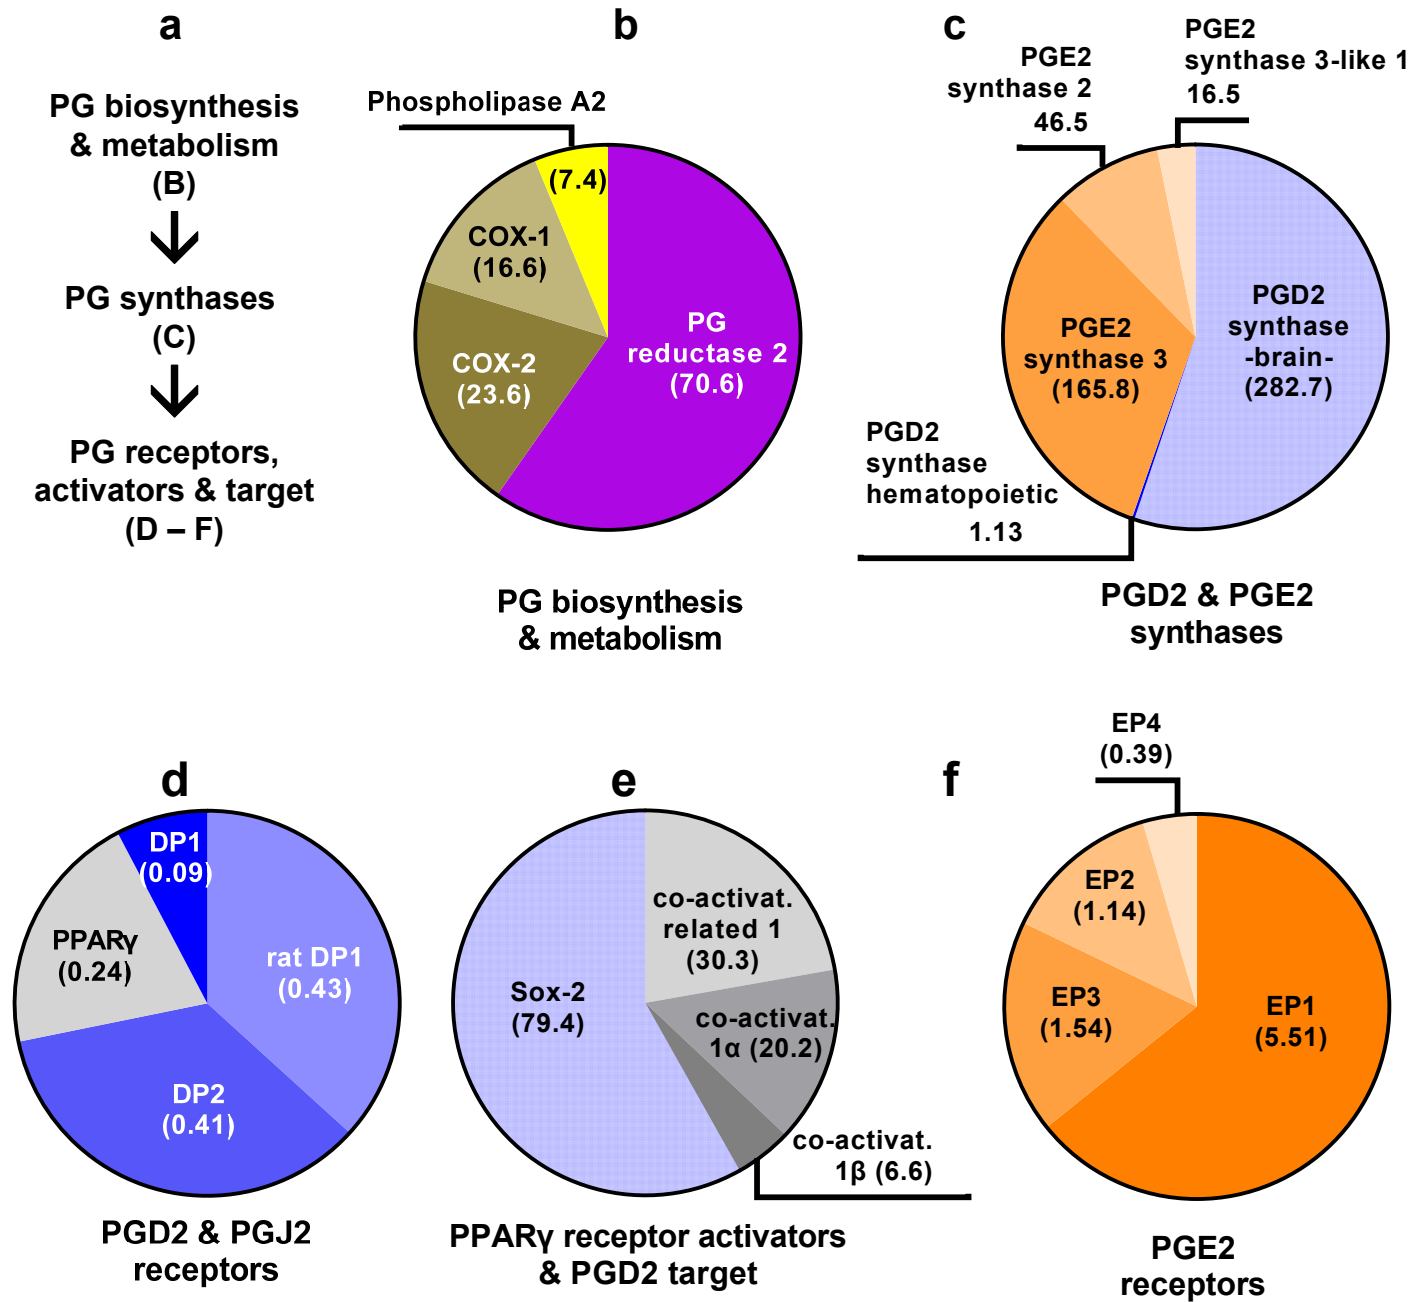 a
PG biosynthesis
& metabolism
(B)
PG synthases
(C)
PG receptors,
activators & target
(D – F)
b
Phospholipase A2
(7.4)
COX-1
(16.6)
COX-2
(23.6)
PG
reductase 2
(70.6)
PG biosynthesis
& metabolism
c
PGE2
synthase 2
46.5
PGE2
synthase 3-like 1
16.5
PGD2
synthase
-brain-
(282.7)
PGE2
synthase 3
(165.8)
PGD2
synthase
hematopoietic
1.13
PGD2 & PGE2
synthases
d
DP1
(0.09)
PPARγ
(0.24)
rat DP1
(0.43)
DP2
(0.41)
PGD2 & PGJ2
receptors
e
co-activat.
related 1
(30.3)
Sox-2
(79.4)
co-activat.
1α (20.2)
co-activat.
1β (6.6)
PPARγ receptor activators
& PGD2 target
f
EP4
(0.39)
EP2
(1.14)
EP3
(1.54)
EP1
(5.51)
PGE2
receptors